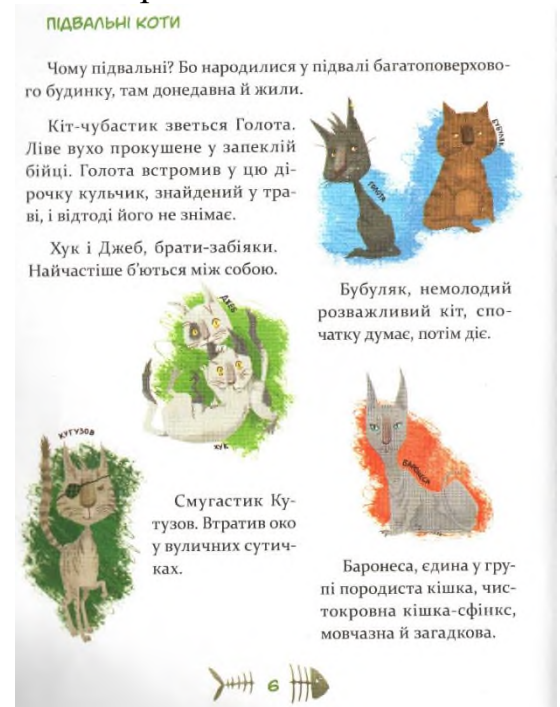 ПІДВАЛЬНІ КОТИ
Чому підвальні? Бо народилися у підвалі багатоповерхово-
го будинку, там донедавна й жили.
Кіт-чубастик зветься Голота.
Ліве вухо прокушене у запеклій
бійці. Голота встромив у цю ді-
рочку кульчик, знайдений у тра-
ві, і відтоді його не знімає.
Хук і Джеб, брати-забіяки.
Найчастіше б'ються між собою.
ГОЛОТА
БУБУЛЯК
Бубуляк, немолодий
розважливий кіт, спо-
чатку думає, потім діє.
ДЖЕБ
ХУК
КУТУЗОВ
Смугастик Ку-
тузов. Втратив око
у вуличних сутич-
ках.
БАРОНЕСА
Баронеса, єдина у гру-
пі породиста кішка, чис-
токровна кішка-сфінкс,
мовчазна й загадкова.
6